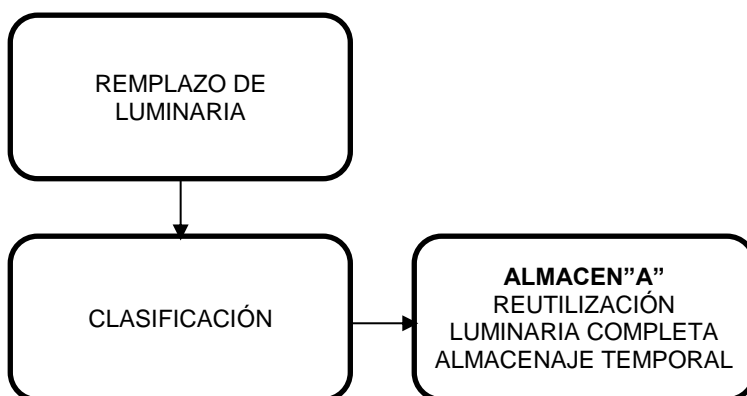 REMPLAZO DE
LUMINARIA
CLASIFICACIÓN
ALMACEN”A”
REUTILIZACIÓN
LUMINARIA COMPLETA
ALMACENAJE TEMPORAL